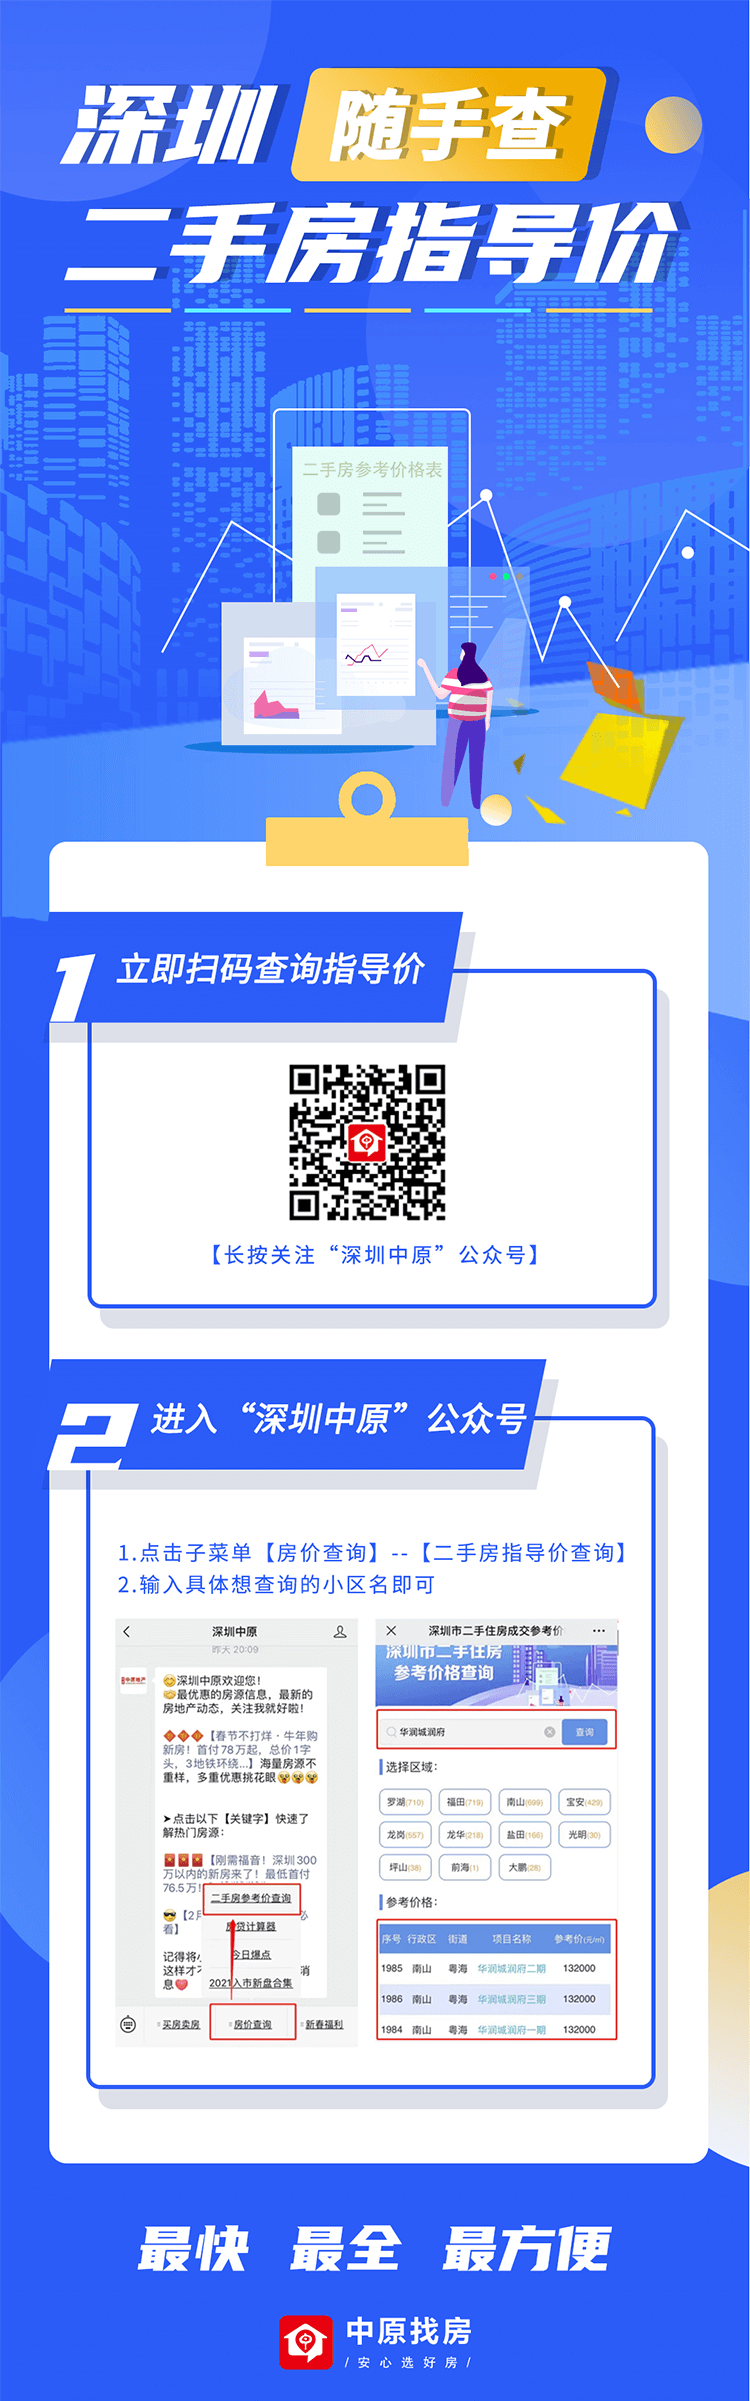 深圳 随手查
二手房指导价
二手房参考价格表
1 立即扫码查询指导价
【长按关注“深圳中原”公众号】
2 进入“深圳中原”公众号
1.点击子菜单【房价查询】--【二手房指导价查询】
2.输入具体想查询的小区名即可
深圳中原
昨天 20:09
深圳中原欢迎您!
最优惠的房源信息，最新的
房地产动态，关注我就好啦!
【春节不打烊·牛年购
新房! 首付78万起，总价1字
头，3地铁环绕...】海量房源不
重样，多重优惠挑花眼
➤点击以下【关键字】快速了
解热门房源:
【刚需福音! 深圳300
万以内的新房来了! 最低首付
76.5万!
二手房参考价查询
【2月
看】
房贷计算器
记得将
今日爆点
这样才
消
息
2021入市新盘合集
买房卖房
房价查询
新春福利
深圳市二手住房成交参考价
深圳市二手住房
参考价格查询
华润城润府
查询
选择区域:
罗湖(710) 福田(719) 南山(699) 宝安(429)
龙岗(557) 龙华(218) 盐田(166) 光明(30)
坪山(38) 前海(1) 大鹏(28)
参考价格:
序号 行政区 街道 项目名称 参考价(元/㎡)
1985 南山 粤海 华润城润府二期 132000
1986 南山 粤海 华润城润府三期 132000
1984 南山 粤海 华润城润府一期 132000
最快 最全 最方便
中原找房
/安心选好房/